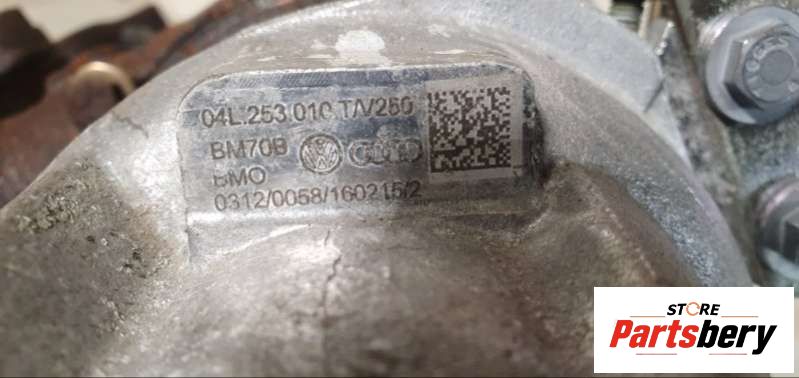 04L.253.010.T/V250
BM70B
BMO
0312/0058/160215/2
STORE
Partsbery